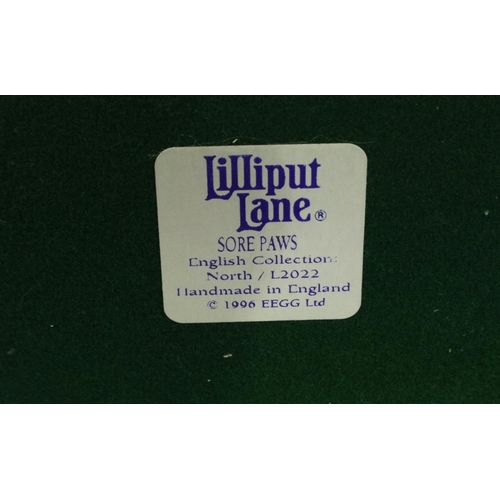 Lilliput
Lane®
SORE PAWS
English Collection:
North / L2022
Handmade in England
© 1996 EEGG Ltd